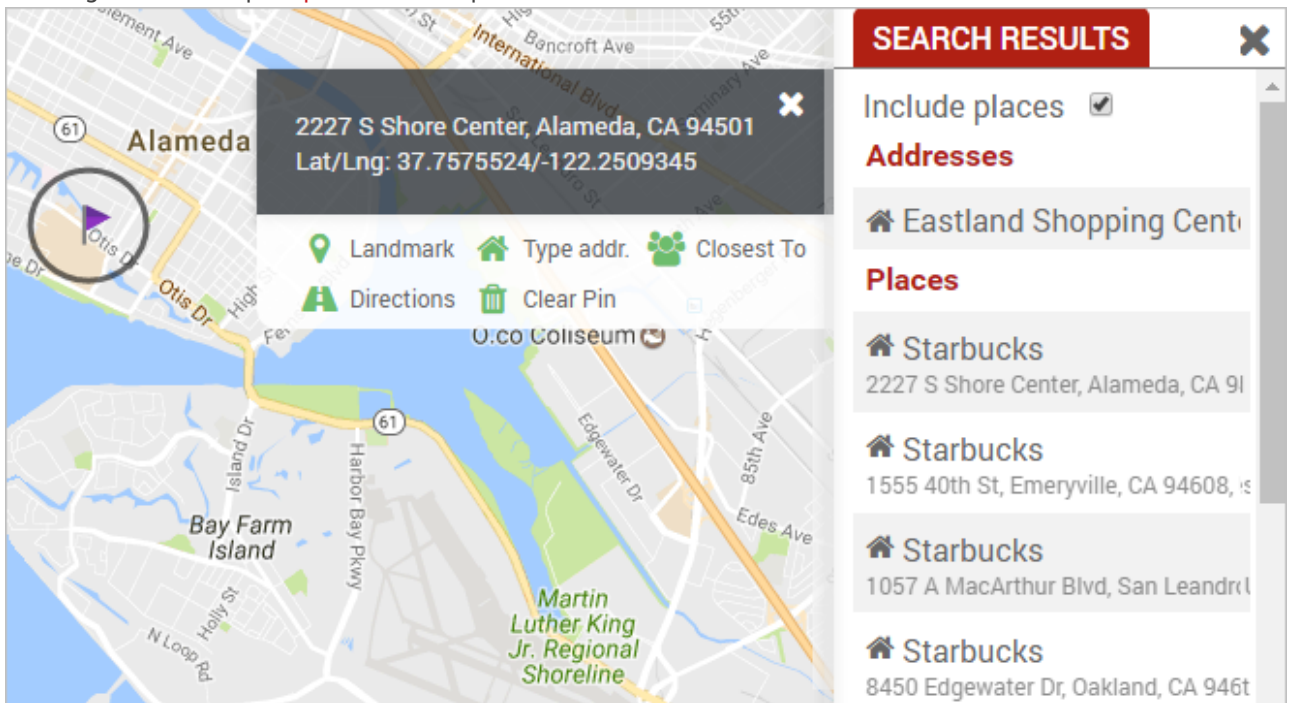 SEARCH RESULTS
Include places
Addresses
Eastland Shopping Cent
Places
Starbucks
2227 S Shore Center, Alameda, CA 9
Starbucks
1555 40th St, Emeryville, CA 94608,
Starbucks
1057 A MacArthur Blvd, San Leandr
Starbucks
8450 Edgewater Dr, Oakland, CA 946
2227 S Shore Center, Alameda, CA 94501
Lat/Lng: 37.7575524/-122.2509345
Landmark Type addr. Closest To
Directions Clear Pin
International Blvd
Bancroft Ave
55th
61
Alameda
Otis Dr
Otis Dr
High
O.co Coliseum
61
Island Dr
Harbor Bay Pkwy
Edgewater Dr
85th Ave
Edes Ave
Bay Farm
Island
Holly St
N Loop Rd
Martin
Luther King
Jr. Regional
Shoreline